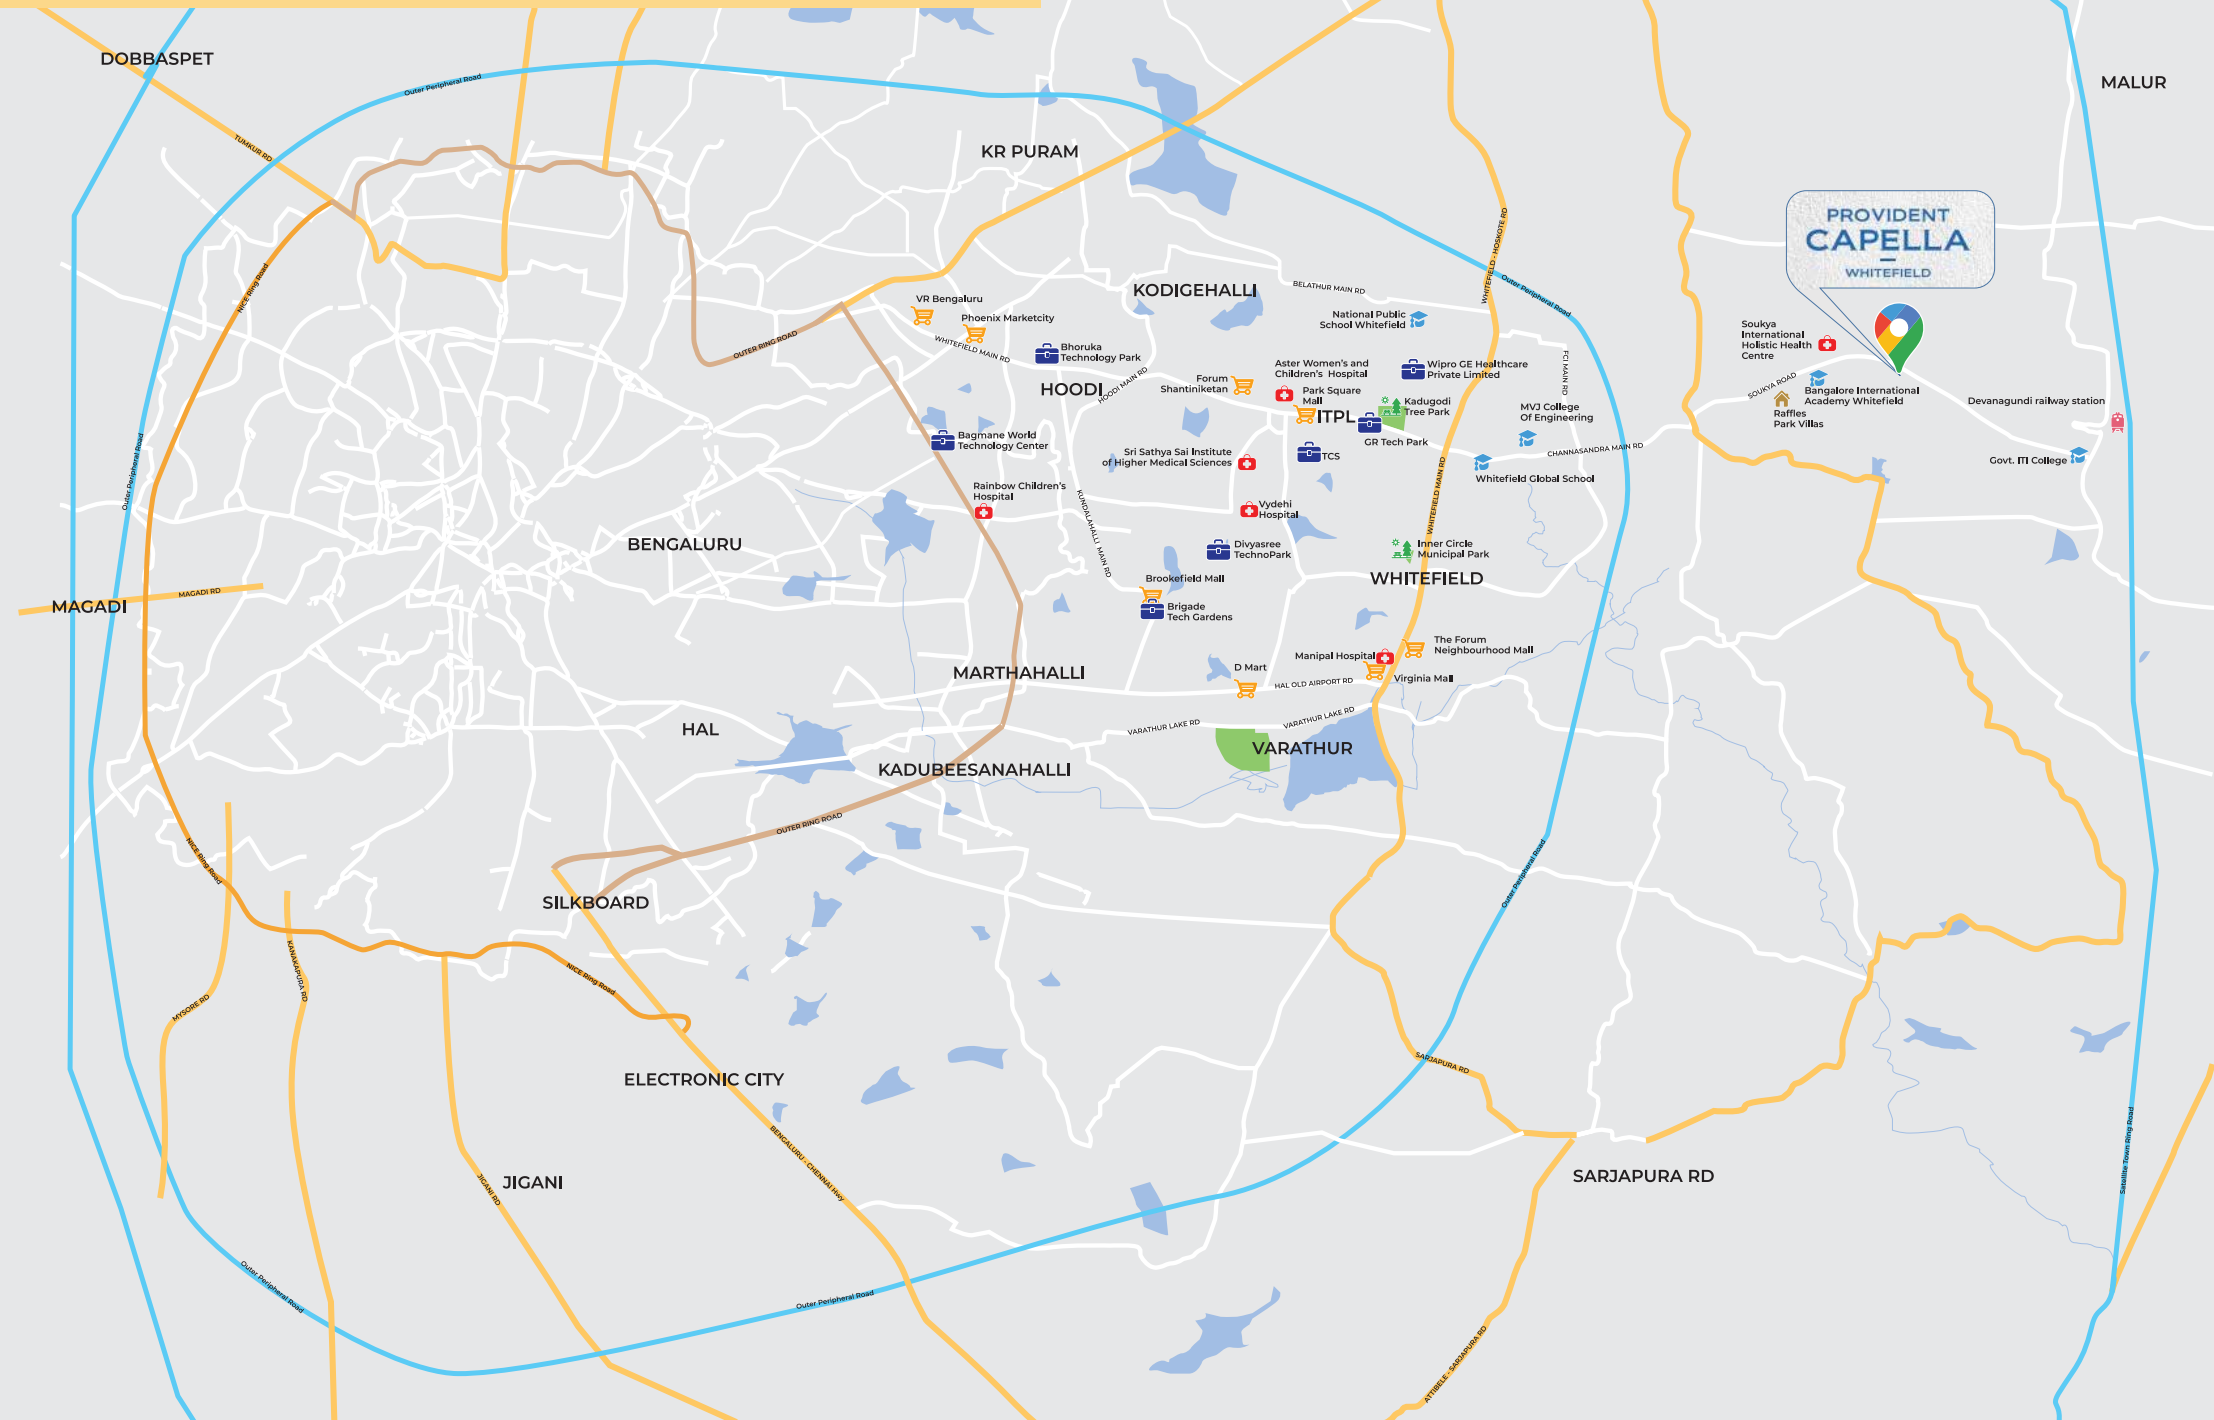 DOBBASPET
Outer Peripheral Road
MALUR
TUMKUR RD
KR PURAM
PROVIDENT
CAPELLA
WHITEFIELD
WHITEFIELD - HOSKOTE RD
NICE Ring Road
KODIGEHALLI
BELATHUR MAIN RD
Outer Peripheral Road
VR Bengaluru
Phoenix Marketcity
National Public
School Whitefield
OUTER RING ROAD
WHITEFIELD MAIN RD
Bhoruka
Technology Park
Soukya
International
Holistic Health
Centre
HOODI
HOODI MAIN RD
Forum
Shantiniketan
Aster Women's and
Children's Hospital
Park Square
Mall
ITPL
Wipro GE Healthcare
Private Limited
FCI MAIN RD
Kadugodi
Tree Park
GR Tech Park
MVJ College
Of Engineering
SOUKYA ROAD
Bangalore International
Academy Whitefield
Raffles
Park Villas
Devanagundi railway station
Outer Peripheral Road
Bagmane World
Technology Center
Sri Sathya Sai Institute
of Higher Medical Sciences
TCS
CHANNASANDRA MAIN RD
Govt. ITI College
Whitefield Global School
Rainbow Children's
Hospital
KUNDALAHALLI MAIN RD
Vydehi
Hospital
WHITEFIELD MAIN RD
BENGALURU
Divyasree
TechnoPark
Inner Circle
Municipal Park
WHITEFIELD
Brookefield Mall
MAGADI RD
MAGADI
Brigade
Tech Gardens
The Forum
Neighbourhood Mall
Manipal Hospital
MARTHAHALLI
D Mart
HAL OLD AIRPORT RD
Virginia Mall
HAL
VARATHUR LAKE RD
VARATHUR LAKE RD
VARATHUR
KADUBEESANAHALLI
OUTER RING ROAD
NICE Ring Road
Outer Peripheral Road
SILKBOARD
KANAKAPURA RD
NICE Ring Road
MYSORE RD
ELECTRONIC CITY
SARJAPURA RD
BENGALURU - CHENNAI Hwy
Satellite Town Ring Road
JIGANI
JIGANI RD
SARJAPURA RD
Outer Peripheral Road
Outer Peripheral Road
ATTIBELE - SARJAPURA RD